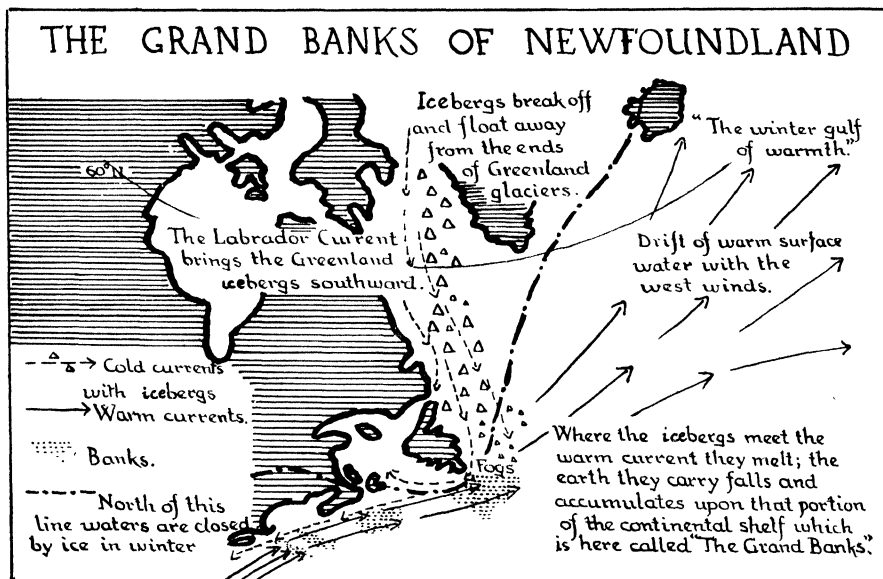 THE GRAND BANKS OF NEWFOUNDLAND
Icebergs break off
and float away
from the ends
of Greenland
glaciers.
"The winter gulf
of warmth."
60°N
The Labrador Current
brings the Greenland
icebergs southward.
Drift of warm surface
water with the
west winds.
Cold currents
with icebergs
Warm currents.
Banks.
North of this
line waters are closed
by ice in winter
Fogs
Where the icebergs meet the
warm current they melt; the
earth they carry falls and
accumulates upon that portion
of the continental shelf which
is here called "The Grand Banks".